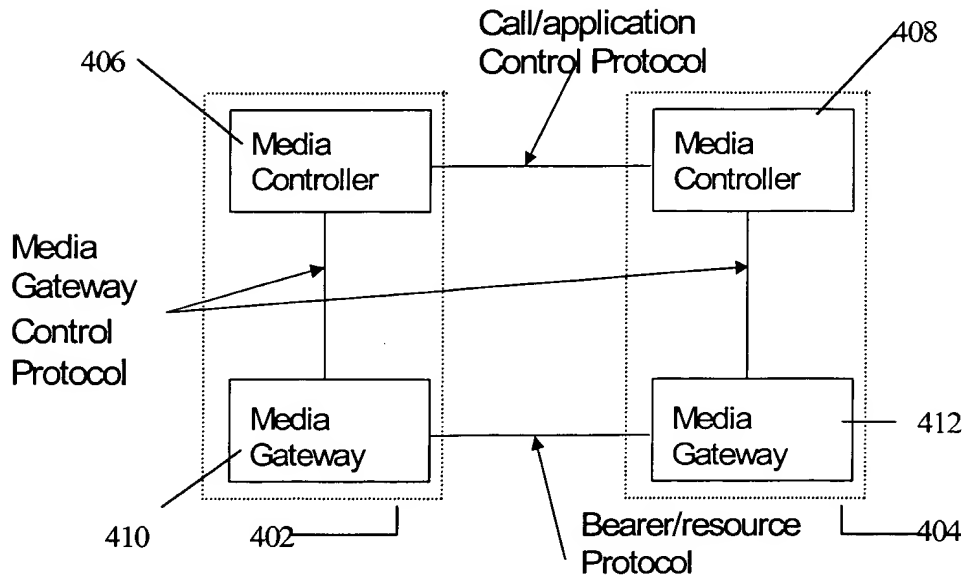 Call/application
Control Protocol
408
406
Media
Controller
Media
Controller
Media
Gateway
Control
Protocol
Media
Gateway
Media
Gateway
412
410
402
Bearer/resource
Protocol
404